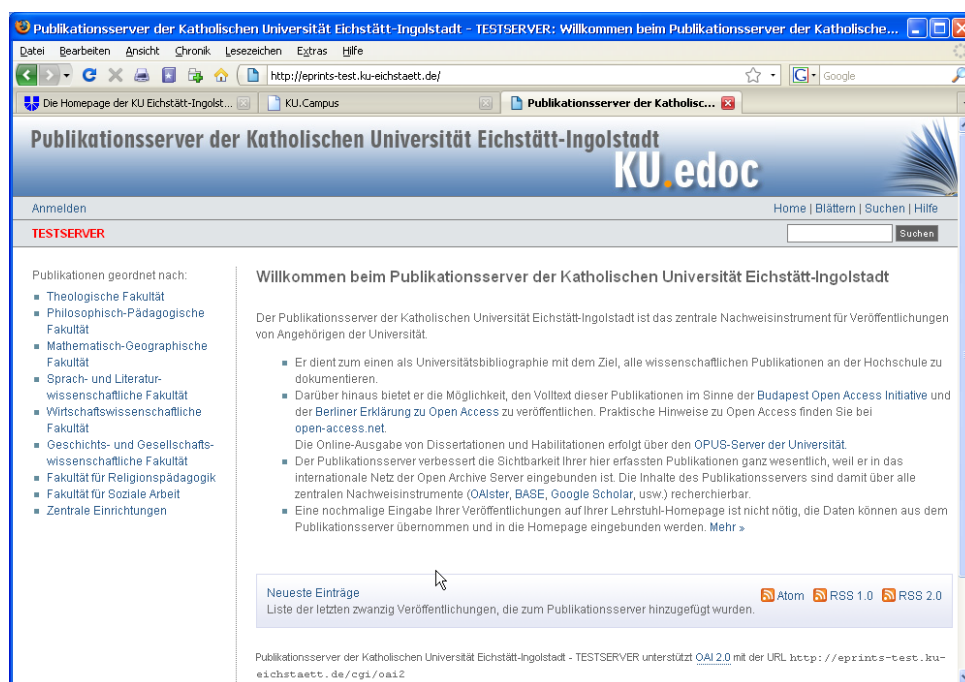 Publikationsserver der Katholischen Universität Eichstätt-Ingolstadt - TESTSERVER: Willkommen beim Publikationsserver der Katholische...
Datei Bearbeiten Ansicht Chronik Lesezeichen Extras Hilfe
http://eprints-test.ku-eichstaett.de/
Google
Die Homepage der KU Eichstätt-Ingolst...
KU.Campus
Publikationsserver der Katholisc...
Publikationsserver der Katholischen Universität Eichstätt-Ingolstadt
KU.edoc
Anmelden
Home | Blättern | Suchen | Hilfe
TESTSERVER
Suchen
Publikationen geordnet nach:
Theologische Fakultät
Philosophisch-Pädagogische
Fakultät
Mathematisch-Geographische
Fakultät
Sprach- und Literatur-
wissenschaftliche Fakultät
Wirtschaftswissenschaftliche
Fakultät
Geschichts- und Gesellschafts-
wissenschaftliche Fakultät
Fakultät für Religionspädagogik
Fakultät für Soziale Arbeit
Zentrale Einrichtungen
Willkommen beim Publikationsserver der Katholischen Universität Eichstätt-Ingolstadt
Der Publikationsserver der Katholischen Universität Eichstätt-Ingolstadt ist das zentrale Nachweisinstrument für Veröffentlichungen
von Angehörigen der Universität.
Er dient zum einen als Universitätsbibliographie mit dem Ziel, alle wissenschaftlichen Publikationen an der Hochschule zu
dokumentieren.
Darüber hinaus bietet er die Möglichkeit, den Volltext dieser Publikationen im Sinne der Budapest Open Access Initiative und
der Berliner Erklärung zu Open Access zu veröffentlichen. Praktische Hinweise zu Open Access finden Sie bei
open-access.net.
Die Online-Ausgabe von Dissertationen und Habilitationen erfolgt über den OPUS-Server der Universität.
Der Publikationsserver verbessert die Sichtbarkeit Ihrer hier erfassten Publikationen ganz wesentlich, weil er in das
internationale Netz der Open Archive Server eingebunden ist. Die Inhalte des Publikationsservers sind damit über alle
zentralen Nachweisinstrumente (OAIster, BASE, Google Scholar, usw.) recherchierbar.
Eine nochmalige Eingabe Ihrer Veröffentlichungen auf Ihrer Lehrstuhl-Homepage ist nicht nötig, die Daten können aus dem
Publikationsserver übernommen und in die Homepage eingebunden werden. Mehr »
Neueste Einträge
Atom RSS 1.0 RSS 2.0
Liste der letzten zwanzig Veröffentlichungen, die zum Publikationsserver hinzugefügt wurden.
Publikationsserver der Katholischen Universität Eichstätt-Ingolstadt - TESTSERVER unterstützt OAI 2.0 mit der URL http://eprints-test.ku-
eichstaett.de/cgi/oai2